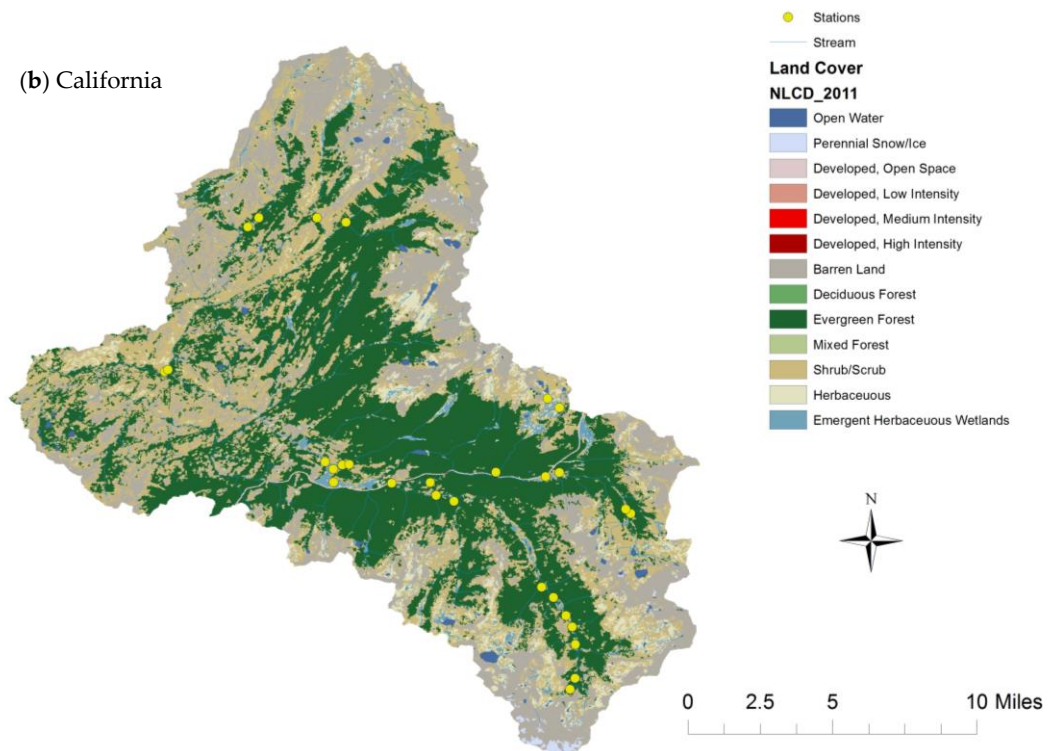 (b) California
Stations
Stream
Land Cover
NLCD_2011
Open Water
Perennial Snow/Ice
Developed, Open Space
Developed, Low Intensity
Developed, Medium Intensity
Developed, High Intensity
Barren Land
Deciduous Forest
Evergreen Forest
Mixed Forest
Shrub/Scrub
Herbaceuous
Emergent Herbaceuous Wetlands
N
0 2.5 5 10 Miles